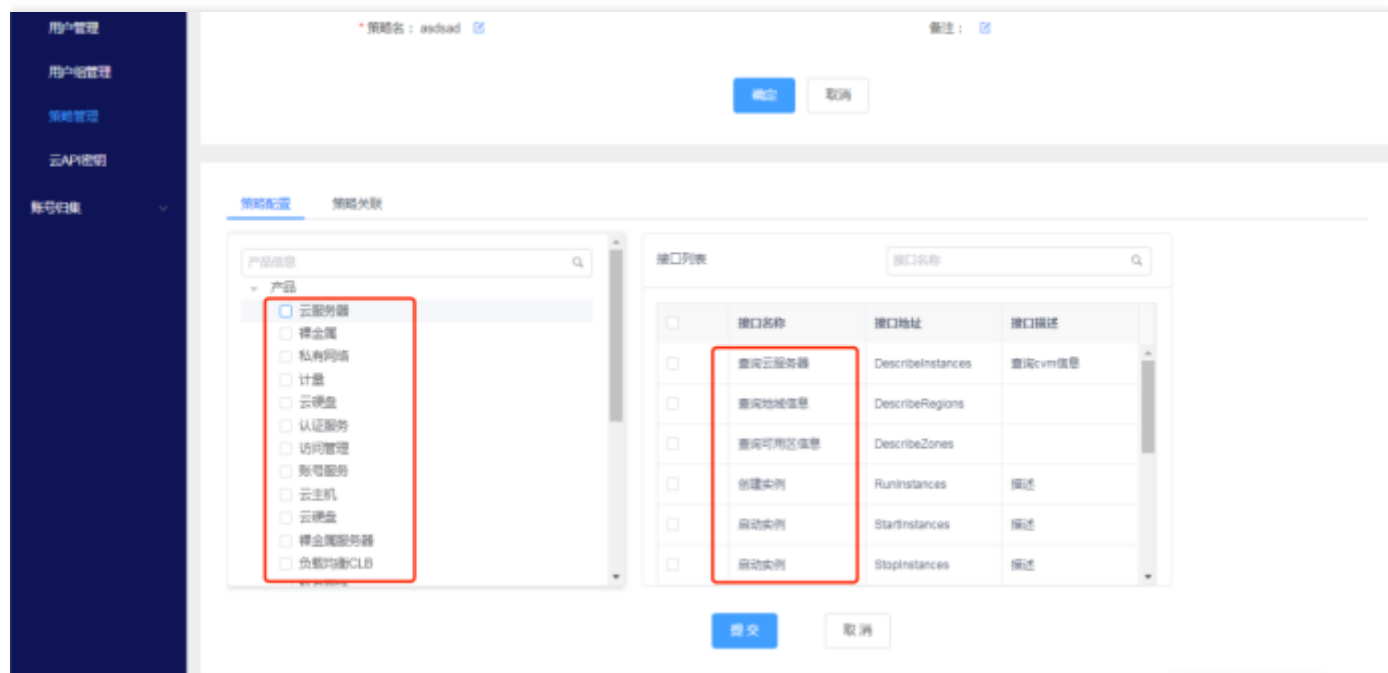 用户管理
用户组管理
策略管理
云API密钥
账号归集
* 策略名： asdsad
备注：
确定
取消
策略配置
策略关联
产品信息
产品
云服务器
裸金属
私有网络
计量
云硬盘
认证服务
访问管理
账号服务
云主机
云硬盘
裸金属服务器
负载均衡CLB
接口列表
接口名称
接口名称 接口地址 接口描述
查询云服务器 DescribeInstances 查询cvm信息
查询地域信息 DescribeRegions
查询可用区信息 DescribeZones
创建实例 RunInstances 描述
启动实例 StartInstances 描述
启动实例 StopInstances 描述
提交
取消